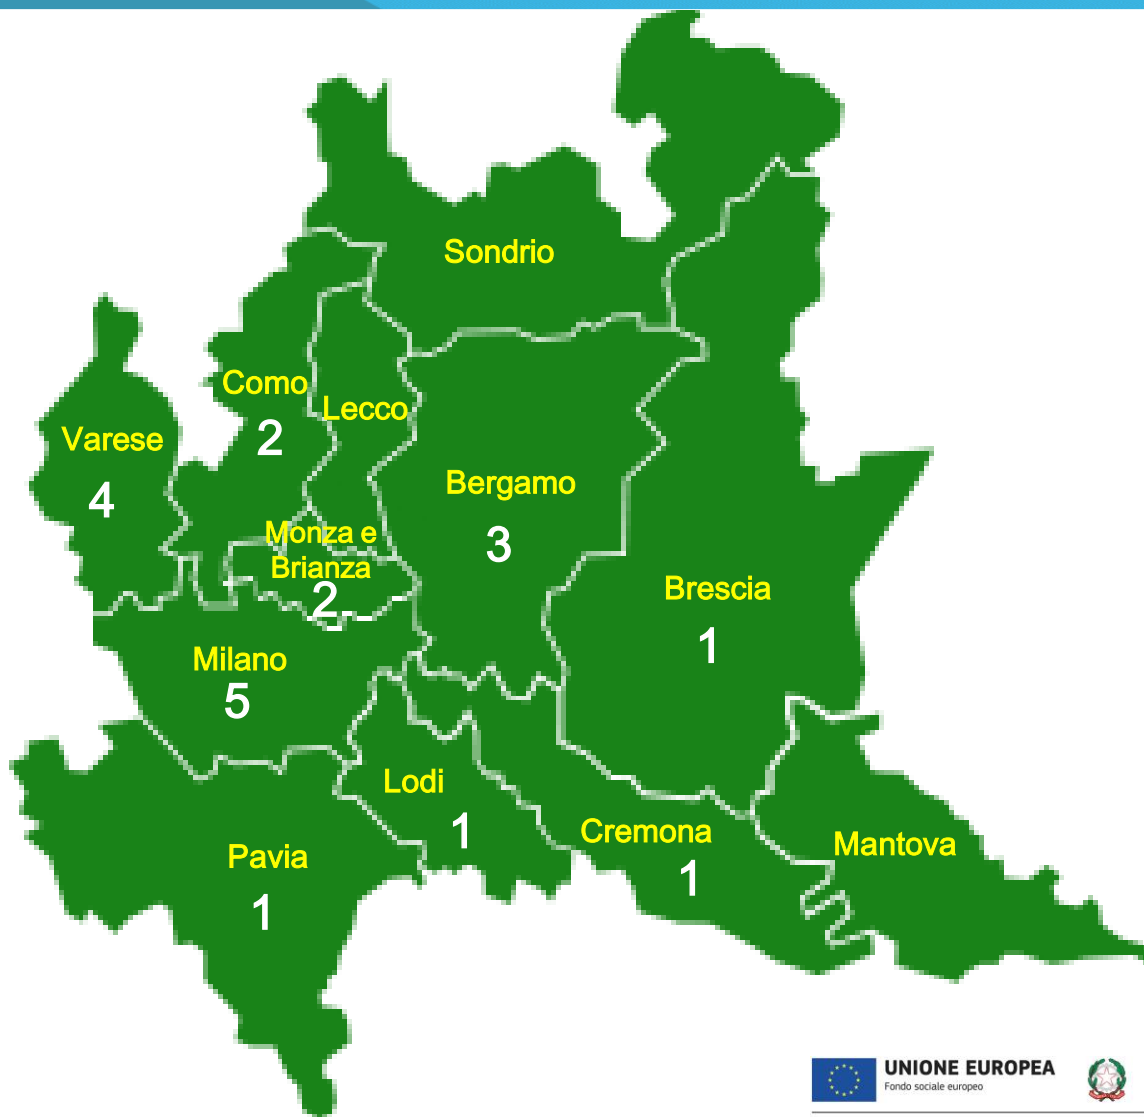 Sondrio
Como
2
Lecco
Varese
4
Bergamo
3
Monza e
Brianza
2
Brescia
1
Milano
5
Lodi
1
Cremona
1
Mantova
Pavia
1
UNIONE EUROPEA
Fondo sociale europeo